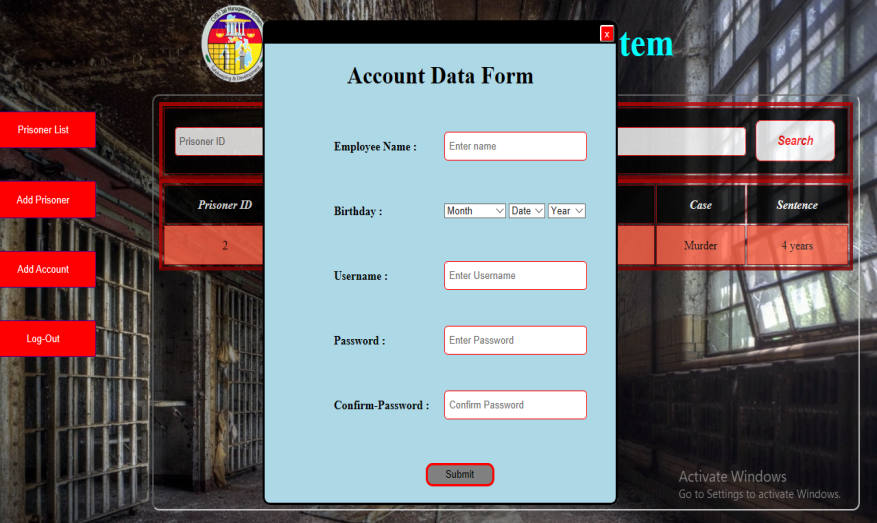 x
tem
Account Data Form
Prisoner List
Prisoner ID
Search
Employee Name :
Enter name
Add Prisoner
Prisoner ID
Case
Sentence
Birthday :
Month
Date
Year
2
Murder
4 years
Add Account
Username :
Enter Username
Log-Out
Password :
Enter Password
Confirm-Password :
Confirm Password
Submit
Activate Windows
Go to Settings to activate Windows.